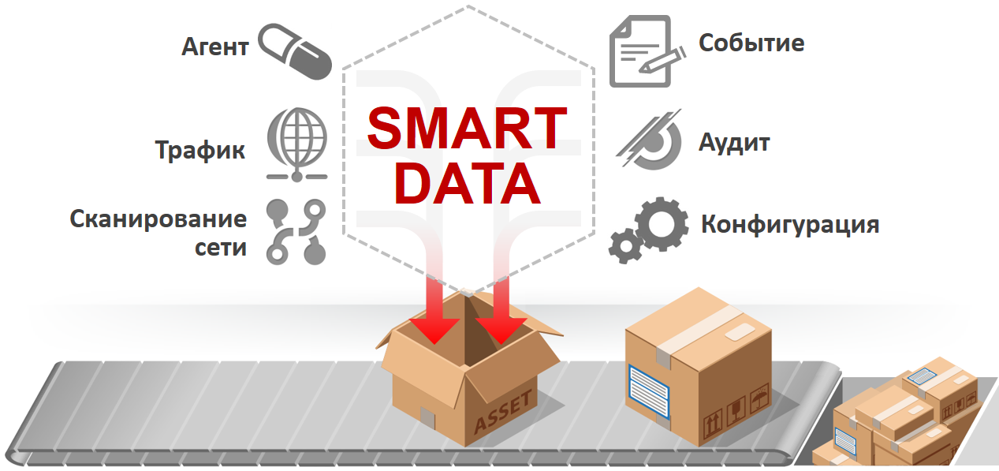 Агент
Трафик
Сканирование
сети
SMART
DATA
Событие
Аудит
Конфигурация
ASSET